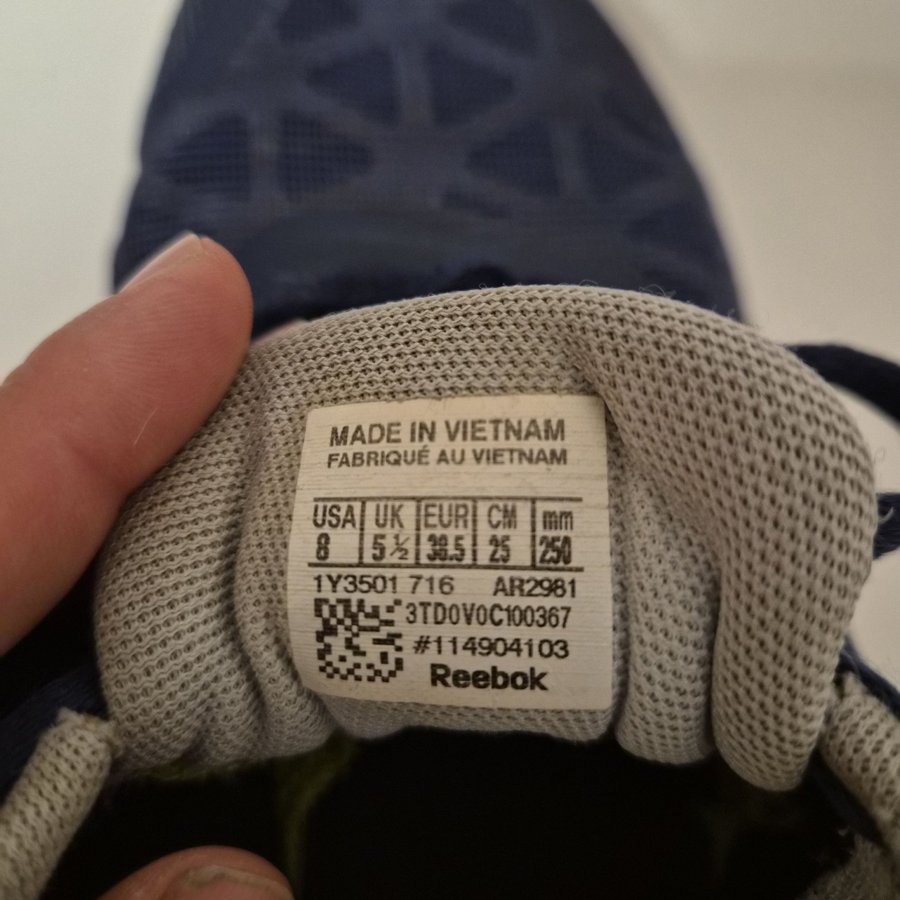 MADE IN VIETNAM
FABRIQUÉ AU VIETNAM
USA UK EUR CM mm
8 5 ½ 38.5 25 250
1Y3501 716 AR2981
3TD0V0C100367
#114904103
Reebok